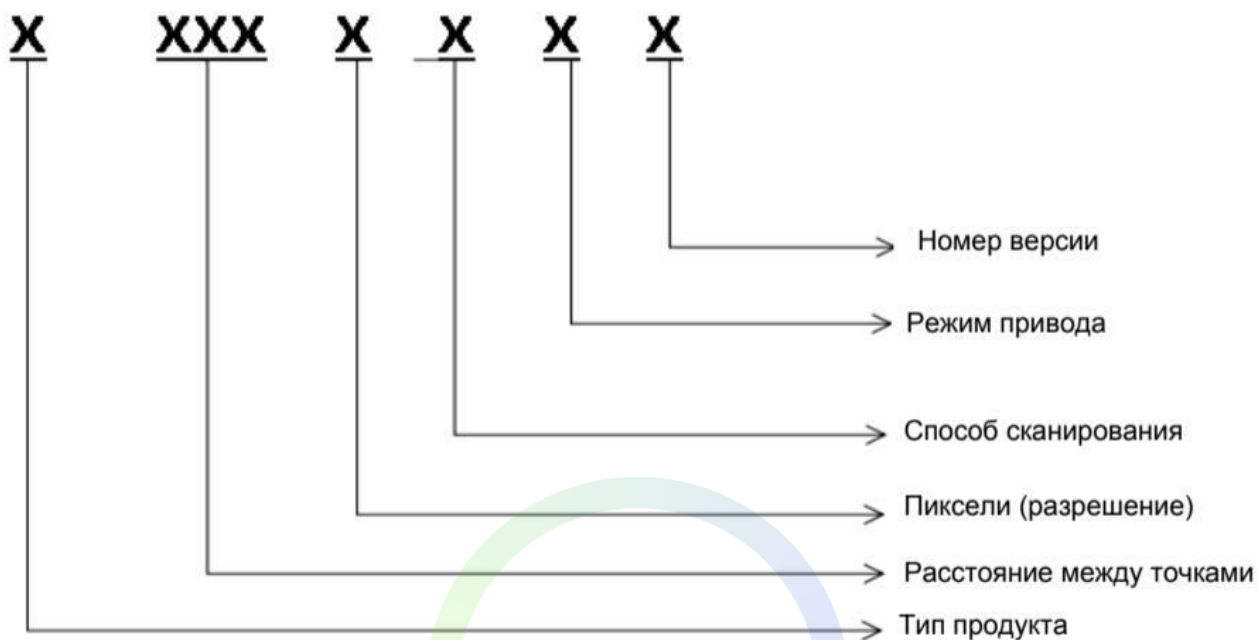 X XXX X X X X
Номер версии
Режим привода
Способ сканирования
Пиксели (разрешение)
Расстояние между точками
Тип продукта